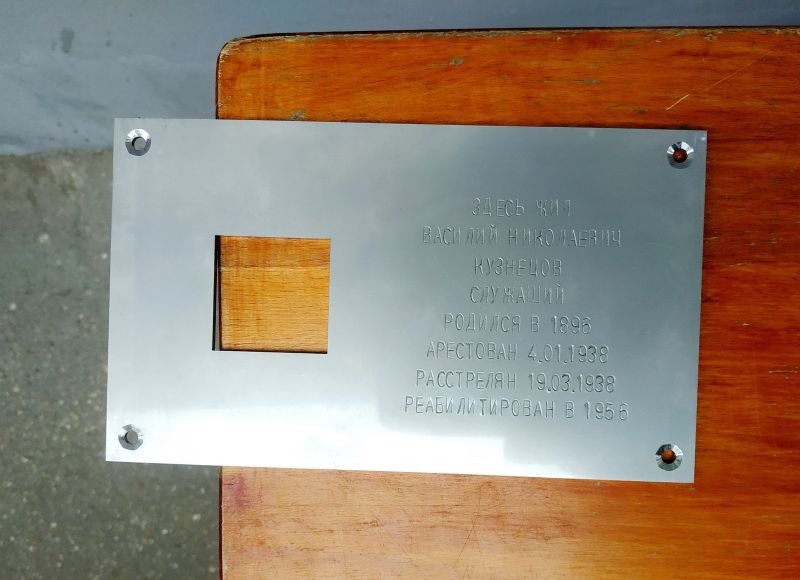 ЗДЕСЬ ЖИЛ
ВАСИЛИЙ НИКОЛАЕВИЧ
КУЗНЕЦОВ
СЛУЖАЩИЙ
РОДИЛСЯ В 1896
АРЕСТОВАН 4.01.1938
РАССТРЕЛЯН 19.03.1938
РЕАБИЛИТИРОВАН В 1956